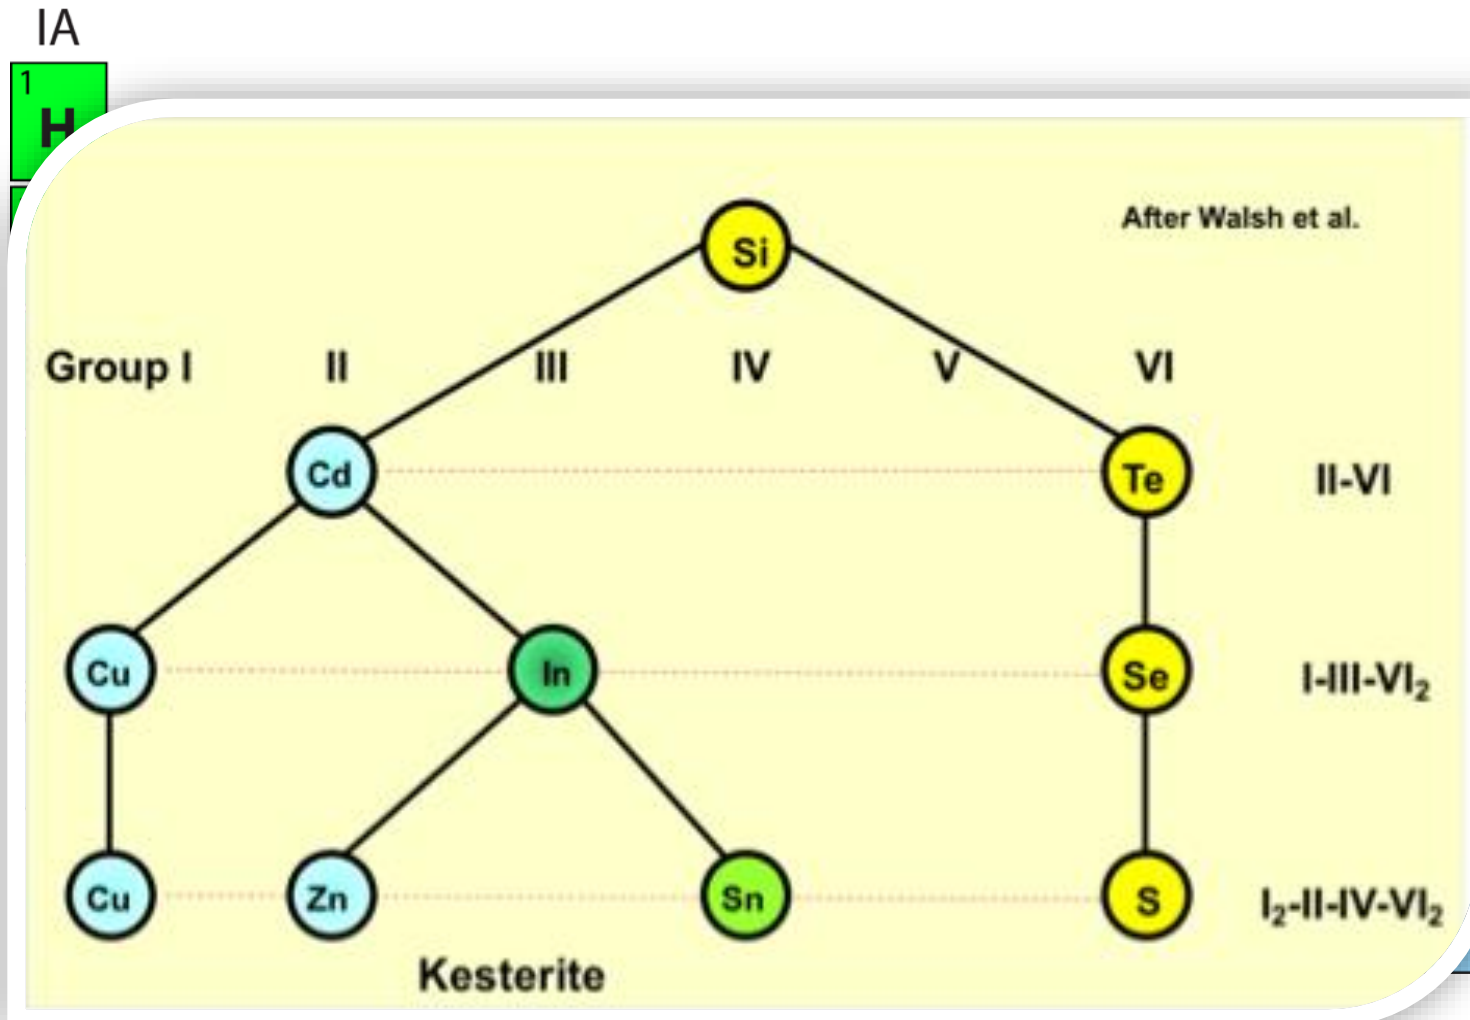 IA
1
H
Si
After Walsh et al.
Group I II III IV V VI
Cd Te II-VI
Cu In Se I-III-VI₂
Cu Zn Sn S I₂-II-IV-VI₂
Kesterite